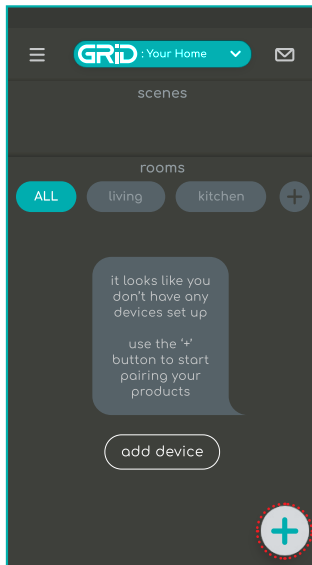 GRiD : Your Home
scenes
rooms
ALL living kitchen +
it looks like you
don't have any
devices set up
use the '+'
button to start
pairing your
products
add device
+